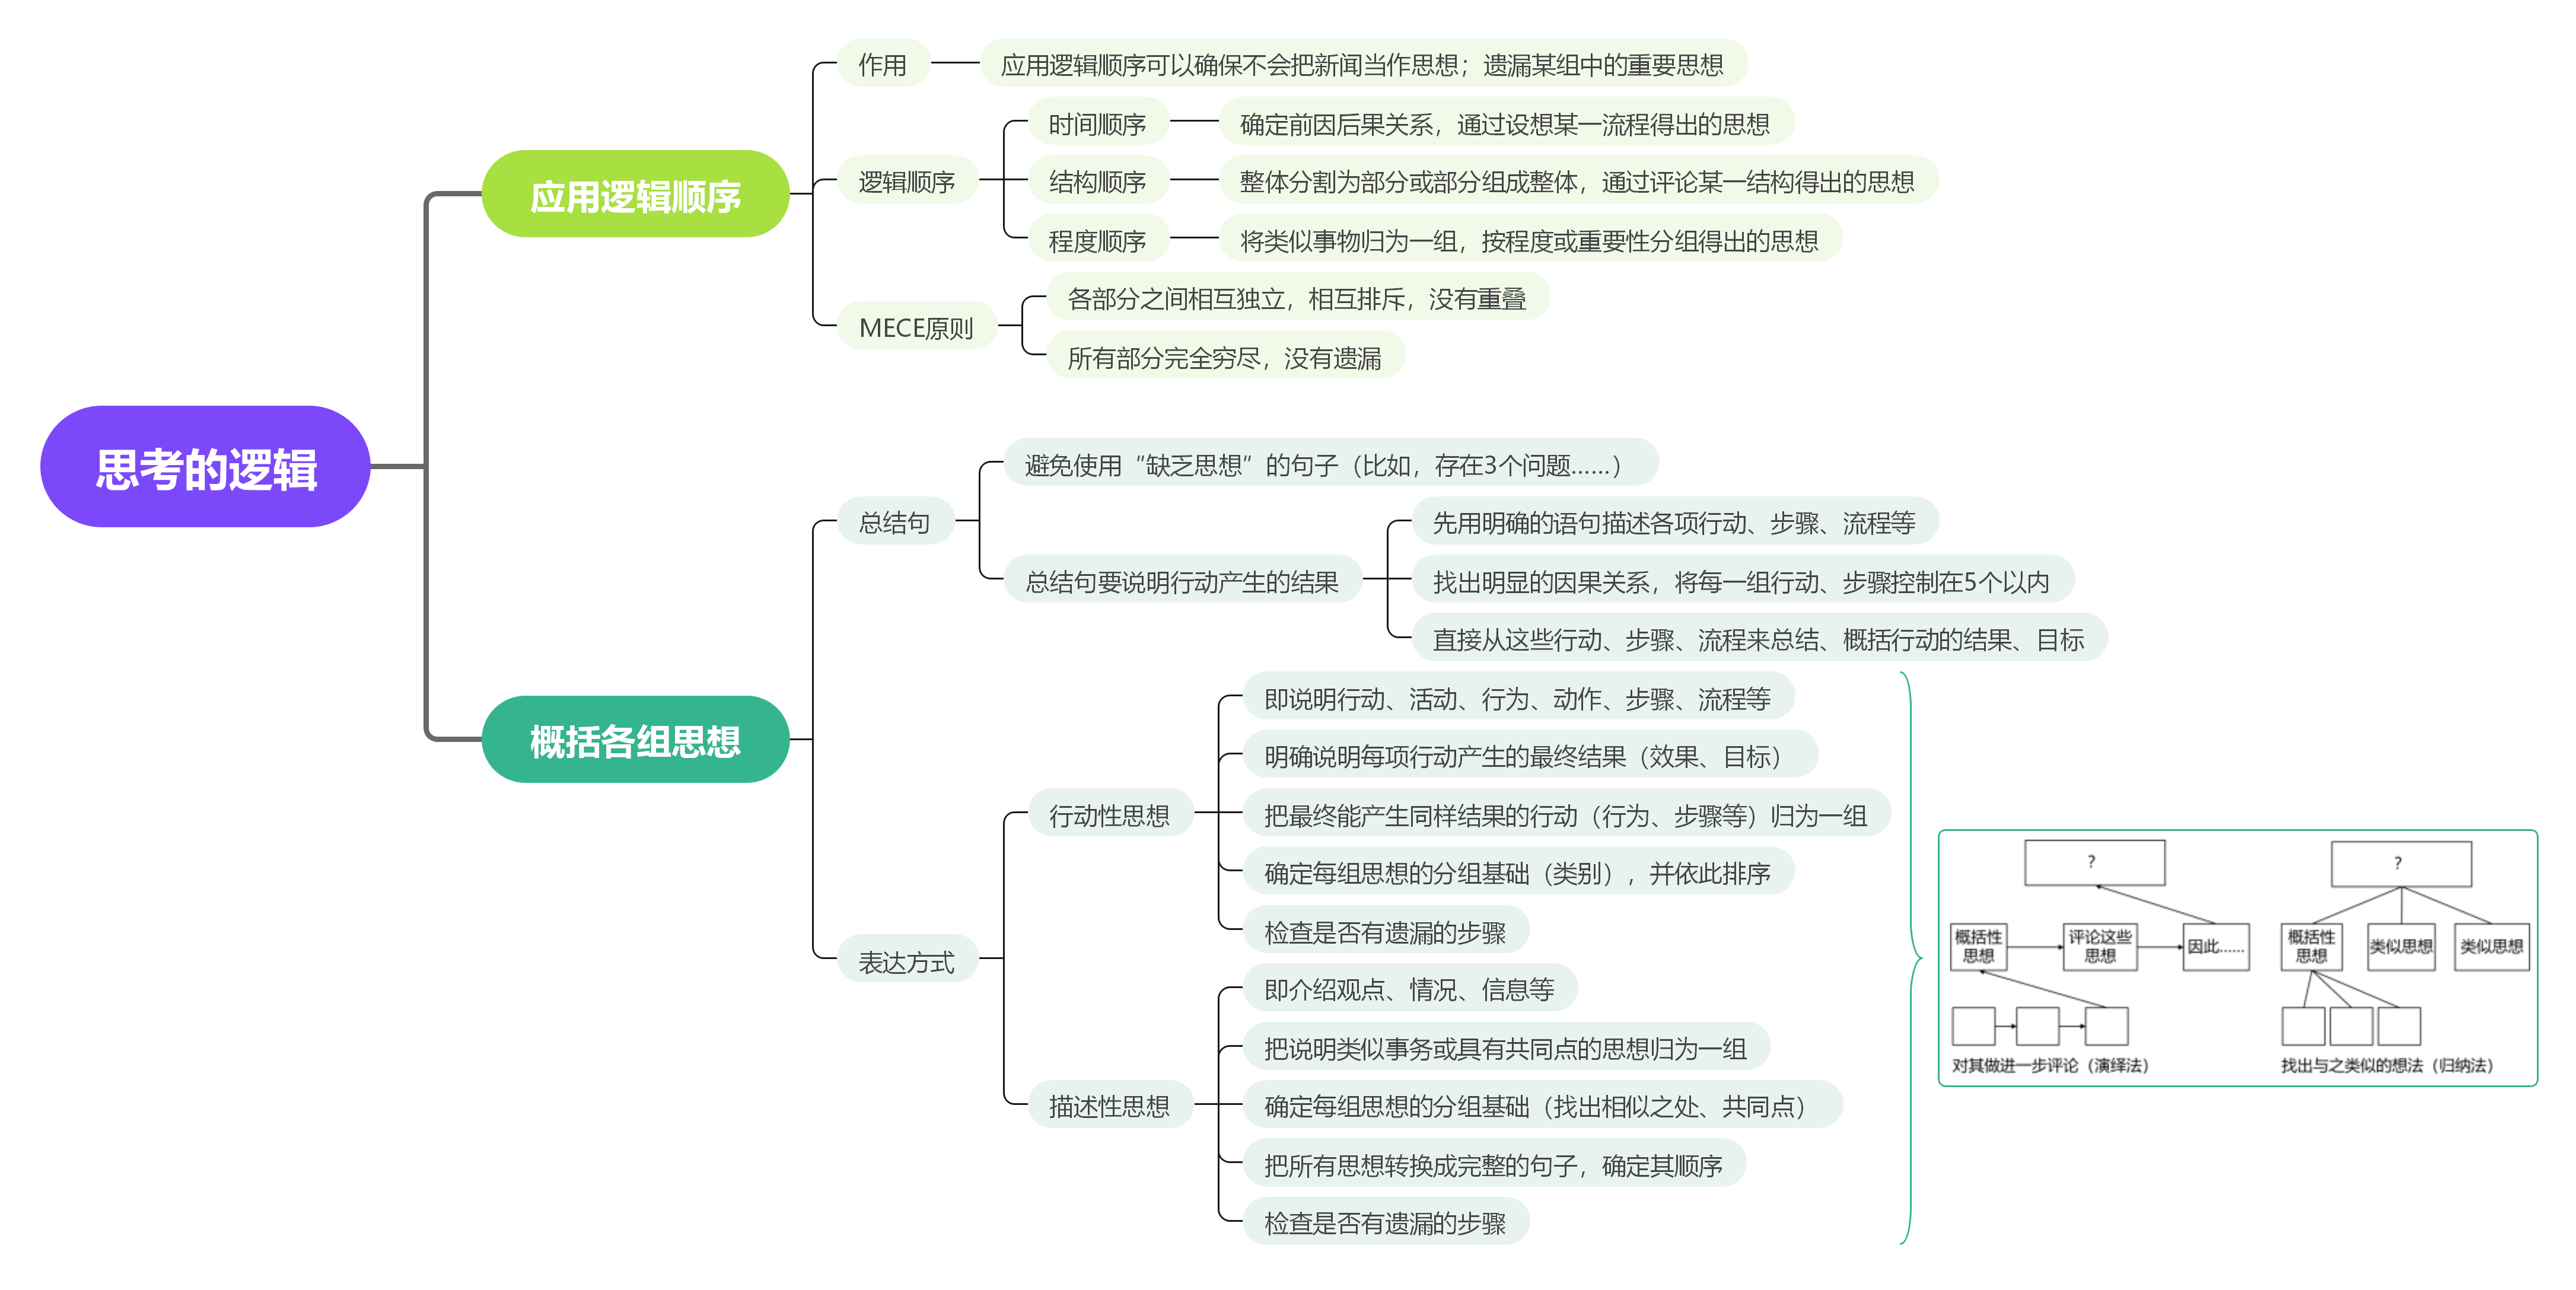 思考的逻辑
应用逻辑顺序
作用
应用逻辑顺序可以确保不会把新闻当作思想；遗漏某组中的重要思想
逻辑顺序
时间顺序
确定前因后果关系，通过设想某一流程得出的思想
结构顺序
整体分割为部分或部分组成整体，通过评论某一结构得出的思想
程度顺序
将类似事物归为一组，按程度或重要性分组得出的思想
MECE原则
各部分之间相互独立，相互排斥，没有重叠
所有部分完全穷尽，没有遗漏
概括各组思想
总结句
避免使用“缺乏思想”的句子（比如，存在3个问题……）
总结句要说明行动产生的结果
先用明确的语句描述各项行动、步骤、流程等
找出明显的因果关系，将每一组行动、步骤控制在5个以内
直接从这些行动、步骤、流程来总结、概括行动的结果、目标
表达方式
行动性思想
即说明行动、活动、行为、动作、步骤、流程等
明确说明每项行动产生的最终结果（效果、目标）
把最终能产生同样结果的行动（行为、步骤等）归为一组
确定每组思想的分组基础（类别），并依此排序
检查是否有遗漏的步骤
描述性思想
即介绍观点、情况、信息等
把说明类似事务或具有共同点的思想归为一组
确定每组思想的分组基础（找出相似之处、共同点）
把所有思想转换成完整的句子，确定其顺序
检查是否有遗漏的步骤
?
概括性
思想
评论这些
思想
因此……
对其做进一步评论（演绎法）
?
概括性
思想
类似思想
类似思想
找出与之类似的想法（归纳法）